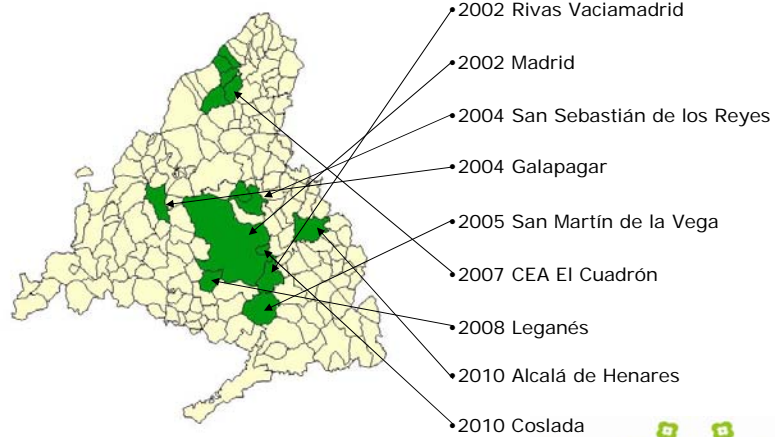 •2002 Rivas Vaciamadrid
•2002 Madrid
•2004 San Sebastián de los Reyes
•2004 Galapagar
•2005 San Martín de la Vega
•2007 CEA El Cuadrón
•2008 Leganés
•2010 Alcalá de Henares
•2010 Coslada